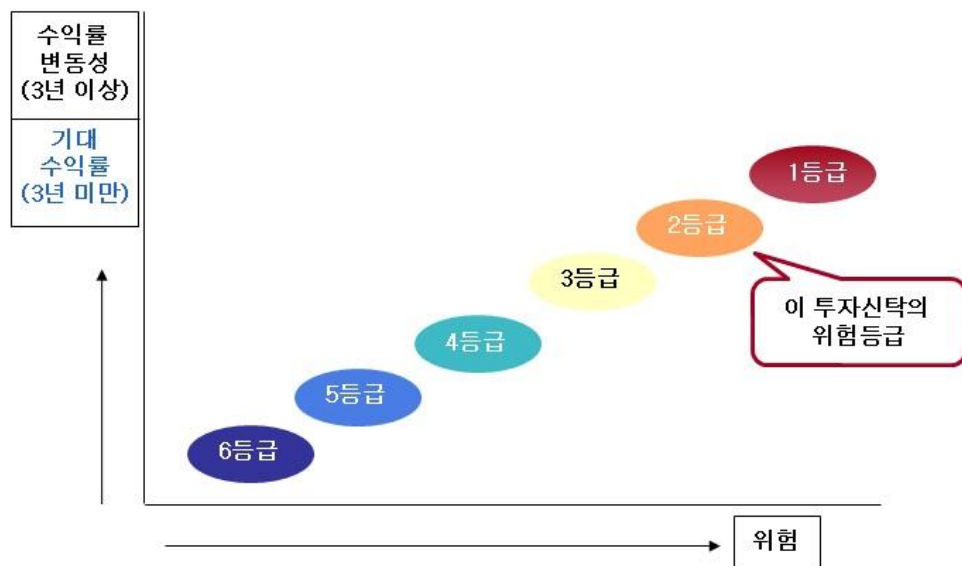 수익률
변동성
(3년 이상)
기대
수익률
(3년 미만)
1등급
2등급
3등급
이 투자신탁의
위험등급
4등급
5등급
6등급
위험